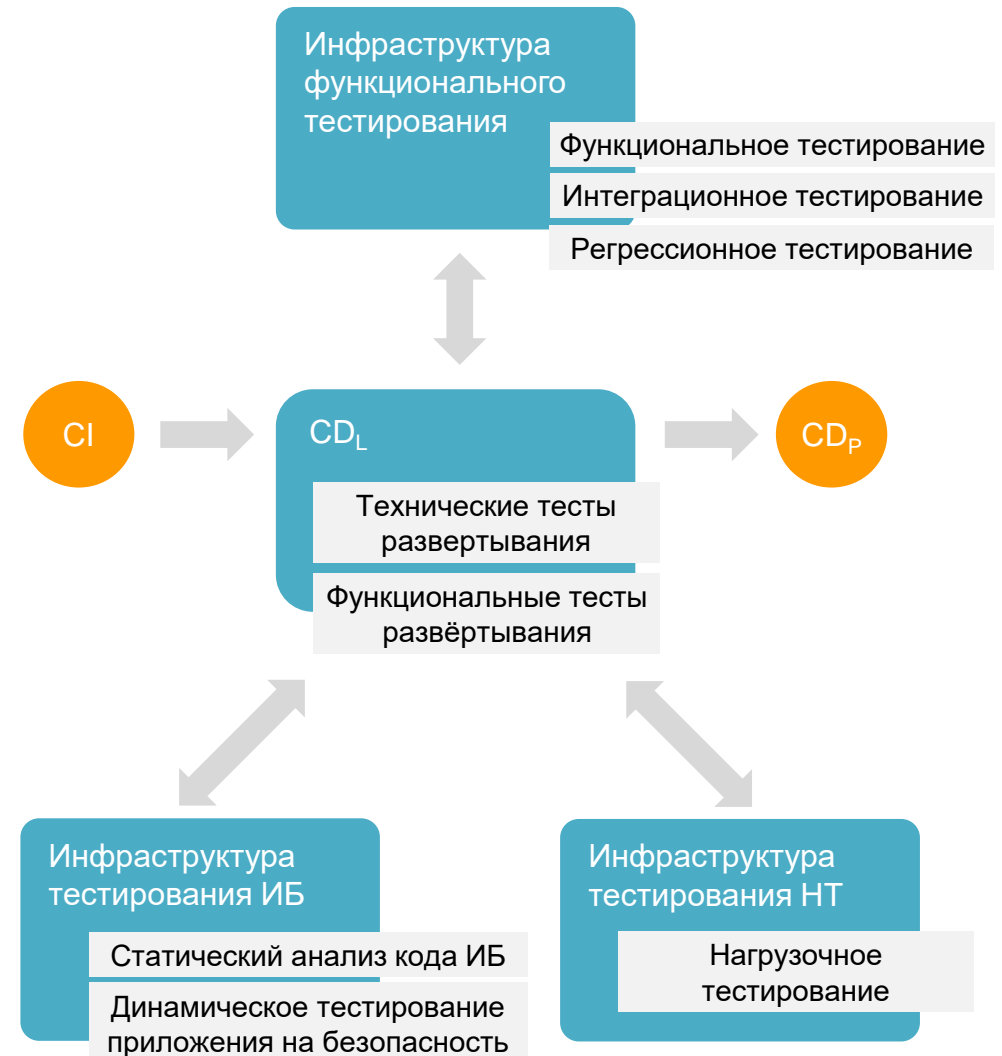 Инфраструктура
функционального
тестирования
Функциональное тестирование
Интеграционное тестирование
Регрессионное тестирование
CI
CDL
CDP
Технические тесты
развертывания
Функциональные тесты
развёртывания
Инфраструктура
тестирования ИБ
Статический анализ кода ИБ
Динамическое тестирование
приложения на безопасность
Инфраструктура
тестирования НТ
Нагрузочное
тестирование